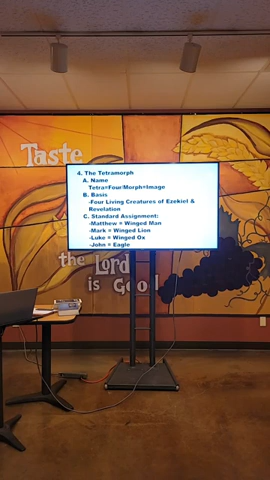 Taste
4. The Tetramorph
A. Name
Tetra=Four/Morph=Image
B. Basis
-Four Living Creatures of Ezekiel &
Revelation
C. Standard Assignment:
-Matthew = Winged Man
-Mark = Winged Lion
-Luke = Winged Ox
-John = Eagle
the Lord
is Good